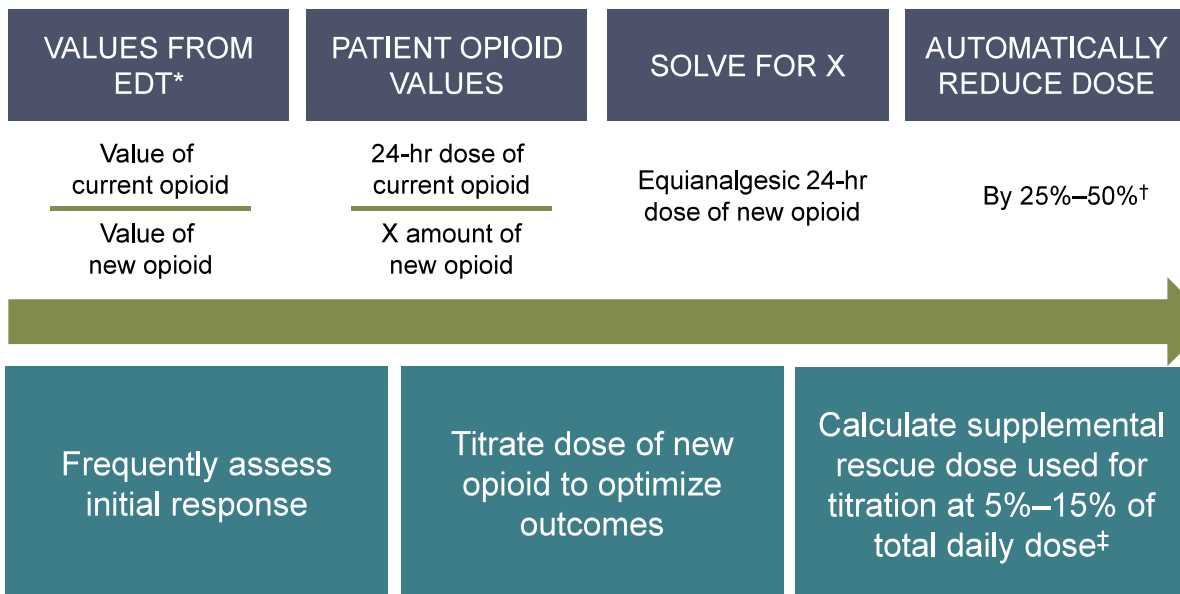 VALUES FROM
EDT*
PATIENT OPIOID
VALUES
SOLVE FOR X
AUTOMATICALLY
REDUCE DOSE
Value of
current opioid
Value of
new opioid
24-hr dose of
current opioid
X amount of
new opioid
Equianalgesic 24-hr
dose of new opioid
By 25%–50%†
Frequently assess
initial response
Titrate dose of new
opioid to optimize
outcomes
Calculate supplemental
rescue dose used for
titration at 5%–15% of
total daily dose‡